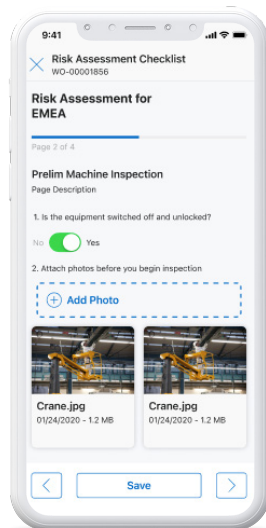 9:41
Risk Assessment Checklist
WO-00001856
Risk Assessment for
EMEA
Page 2 of 4
Prelim Machine Inspection
Page Description
1. Is the equipment switched off and unlocked?
No Yes
2. Attach photos before you begin inspection
Add Photo
Crane.jpg Crane.jpg
01/24/2020 - 1.2 MB 01/24/2020 - 1.2 MB
Save